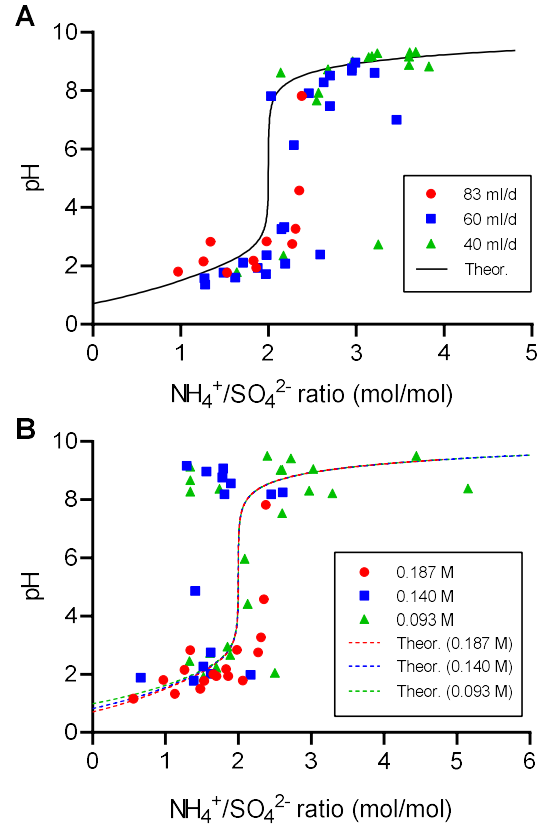 A
10
8
6
4
2
0
pH
83 ml/d
60 ml/d
40 ml/d
Theor.
0 1 2 3 4 5
NH₄⁺/SO₄²⁻ ratio (mol/mol)
B
10
8
6
4
2
0
pH
0.187 M
0.140 M
0.093 M
Theor. (0.187 M)
Theor. (0.140 M)
Theor. (0.093 M)
0 1 2 3 4 5 6
NH₄⁺/SO₄²⁻ ratio (mol/mol)